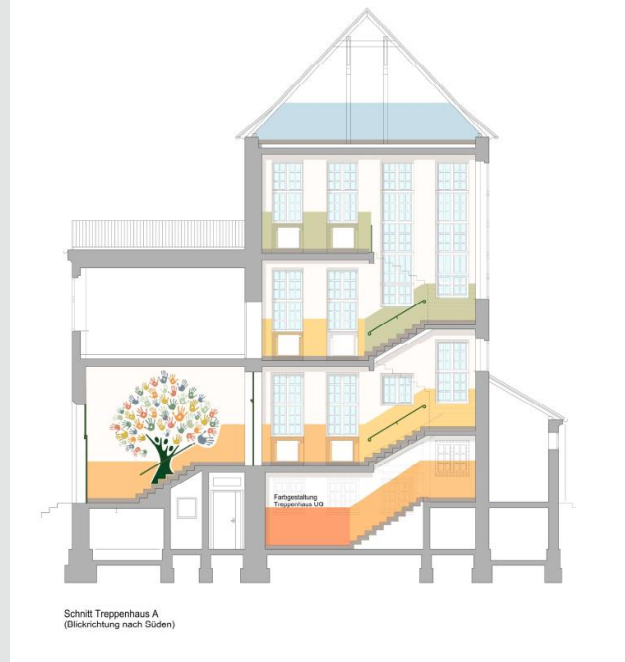 Farbgestaltung
Treppenhaus UG
Schnitt Treppenhaus A
(Blickrichtung nach Süden)